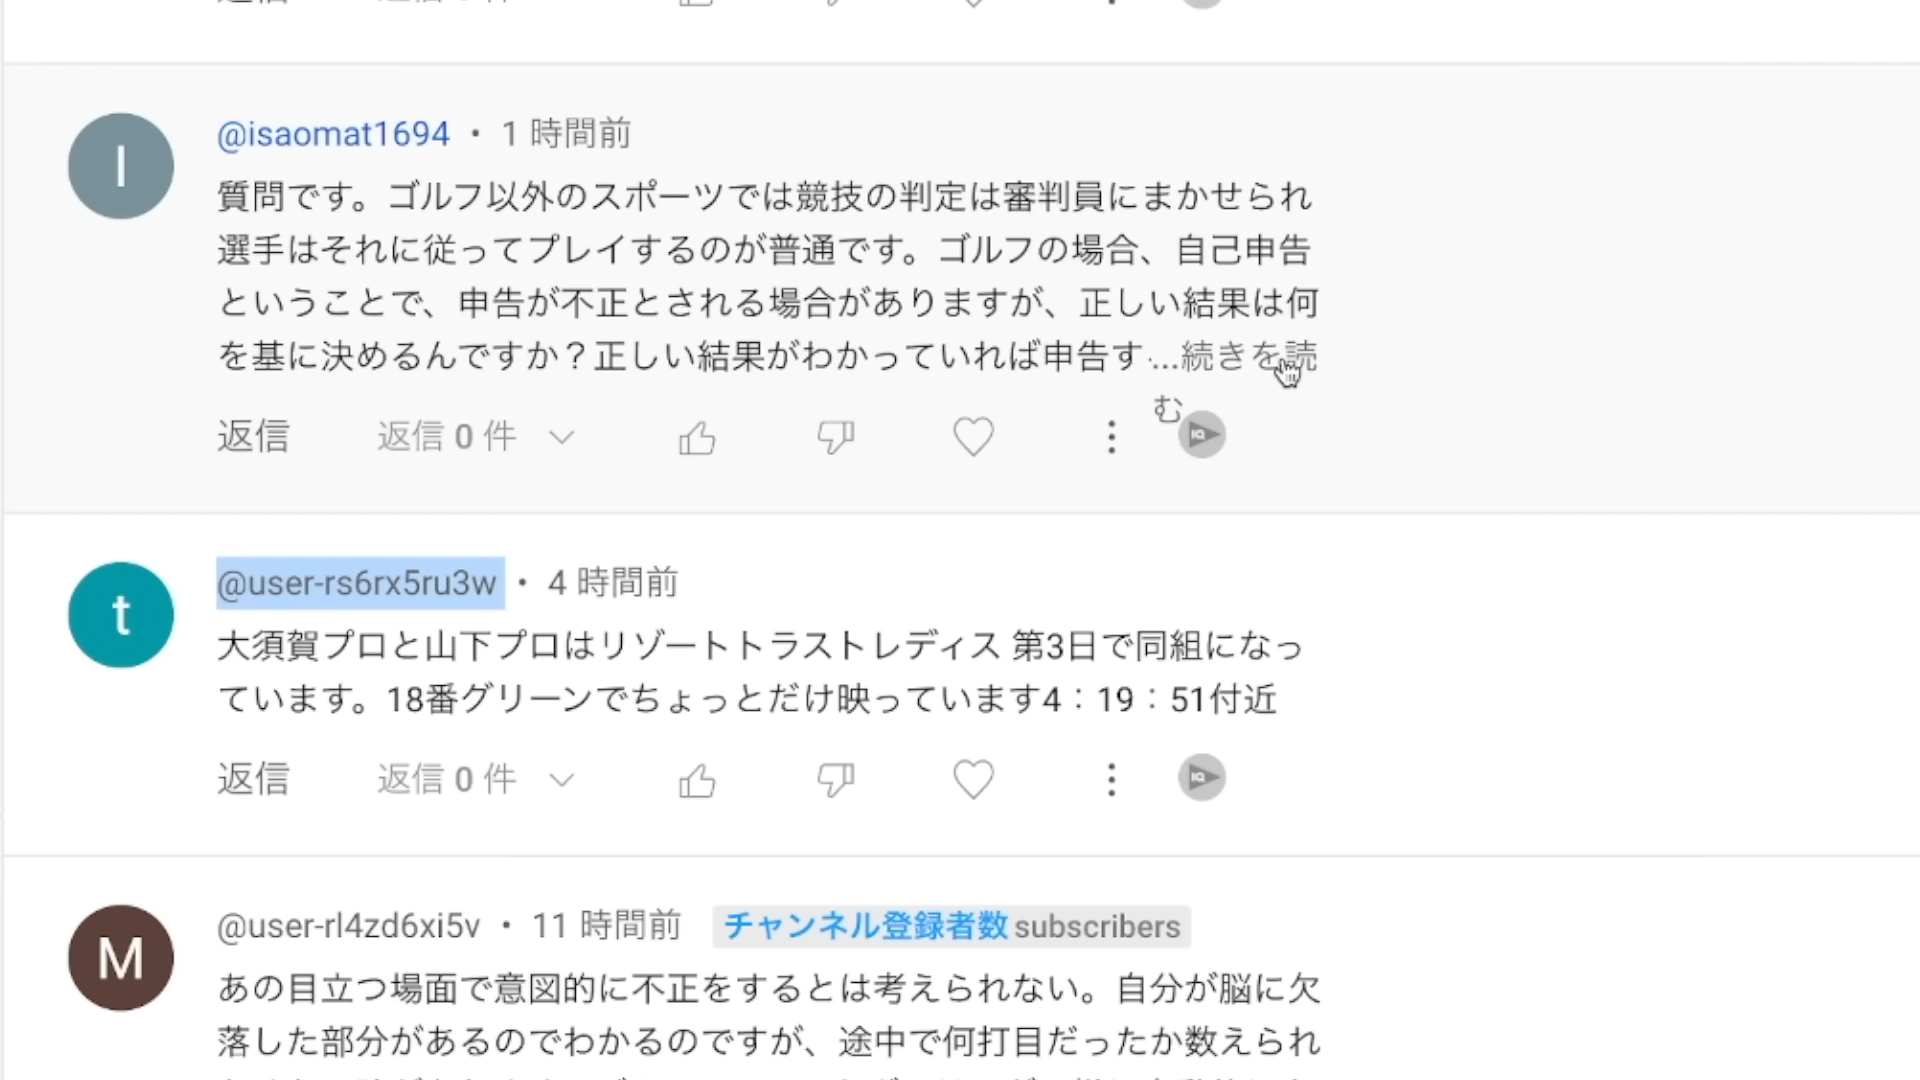 返信 返信 0 件
I
@isaomat1694 • 1 時間前
質問です。ゴルフ以外のスポーツでは競技の判定は審判員にまかせられ
選手はそれに従ってプレイするのが普通です。ゴルフの場合、自己申告
ということで、申告が不正とされる場合がありますが、正しい結果は何
を基に決めるんですか？正しい結果がわかっていれば申告す...続きを読
む
返信 返信 0 件 IQ
t
@user-rs6rx5ru3w • 4 時間前
大須賀プロと山下プロはリゾートトラストレディス 第3日で同組になっ
ています。18番グリーンでちょっとだけ映っています4：19：51付近
返信 返信 0 件 IQ
M
@user-rl4zd6xi5v • 11 時間前 チャンネル登録者数 subscribers
あの目立つ場面で意図的に不正をするとは考えられない。自分が脳に欠
落した部分があるのでわかるのですが、途中で何打目だったか数えられ